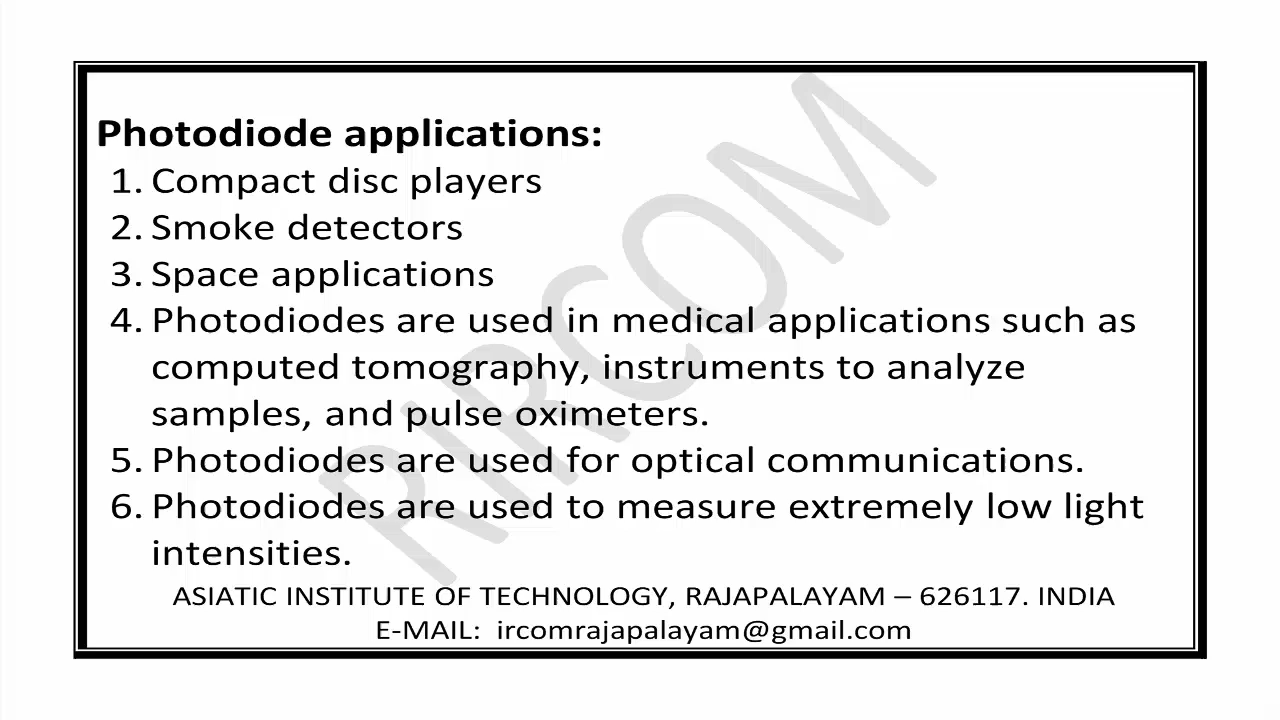 Photodiode applications:
1. Compact disc players
2. Smoke detectors
3. Space applications
4. Photodiodes are used in medical applications such as
computed tomography, instruments to analyze
samples, and pulse oximeters.
5. Photodiodes are used for optical communications.
6. Photodiodes are used to measure extremely low light
intensities.
ASIATIC INSTITUTE OF TECHNOLOGY, RAJAPALAYAM – 626117. INDIA
E-MAIL: ircomrajapalayam@gmail.com
RIRCOM